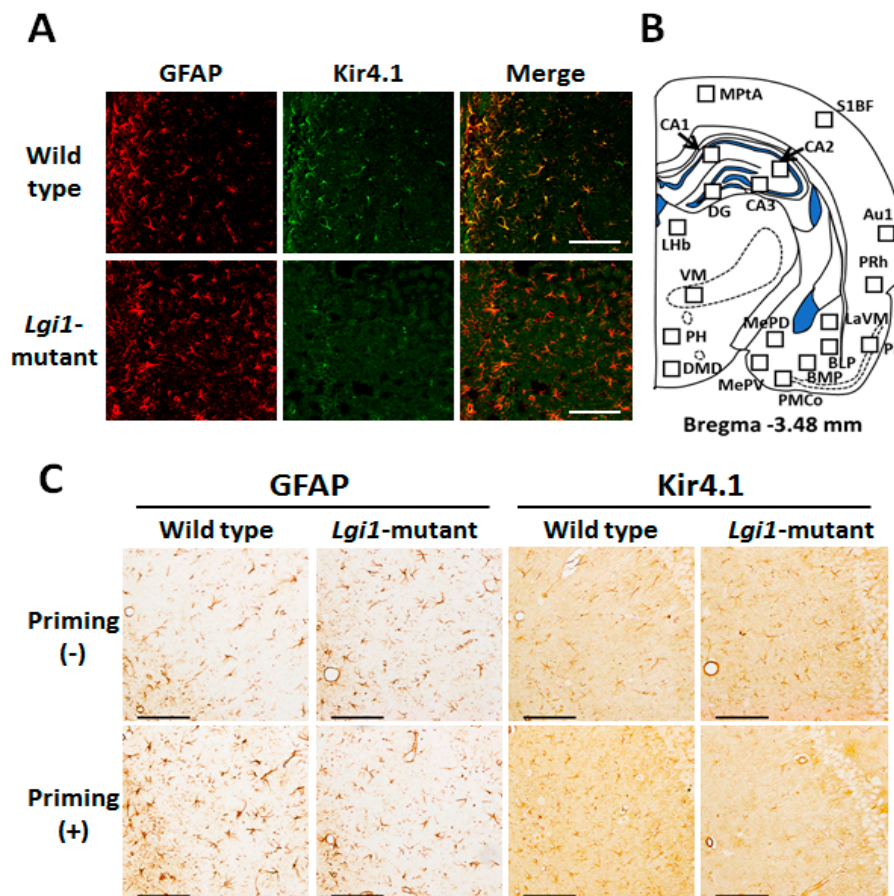 A
GFAP Kir4.1 Merge
Wild
type
Lgi1-
mutant
B
MPtA
S1BF
CA1
CA2
CA3
DG
Au1
LHb
PRh
VM
MePD
LaVM
PH
P
BLP
DMD
BMP
MePV
PMCo
Bregma -3.48 mm
C
GFAP Kir4.1
Wild type Lgi1-mutant Wild type Lgi1-mutant
Priming
(-)
Priming
(+)